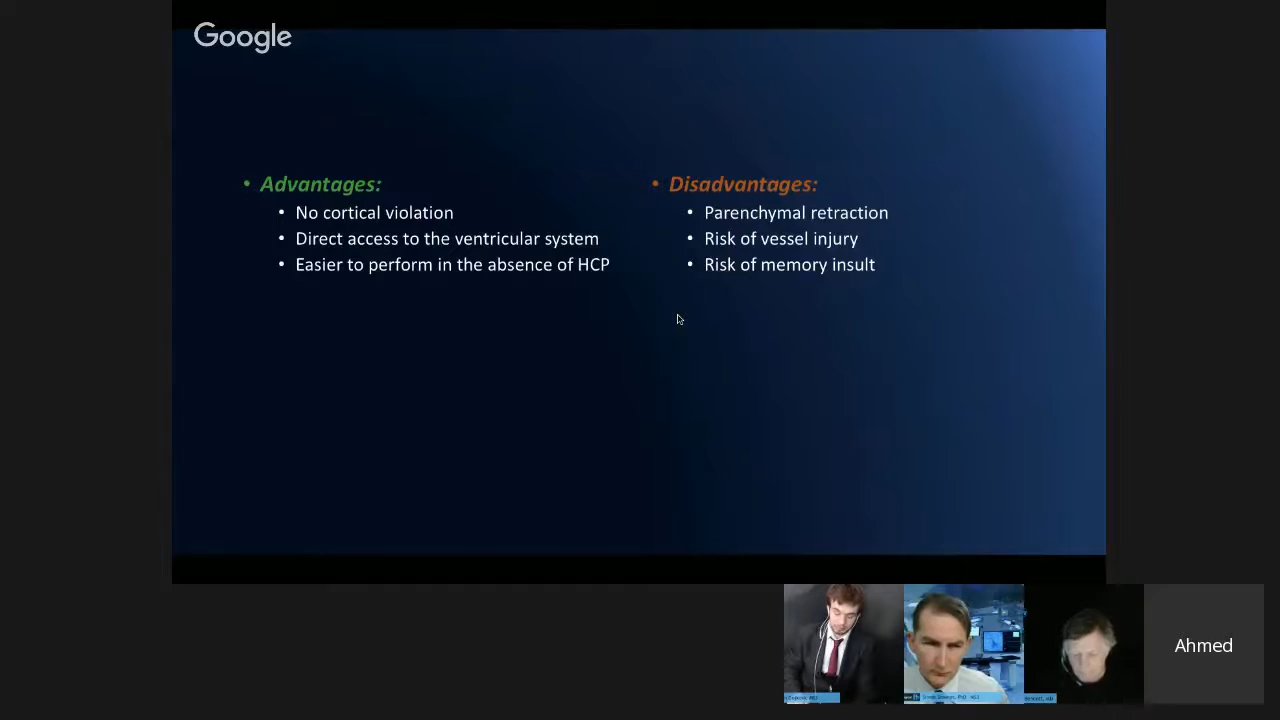 Google
• Advantages:
• No cortical violation
• Direct access to the ventricular system
• Easier to perform in the absence of HCP
• Disadvantages:
• Parenchymal retraction
• Risk of vessel injury
• Risk of memory insult
Ahmed